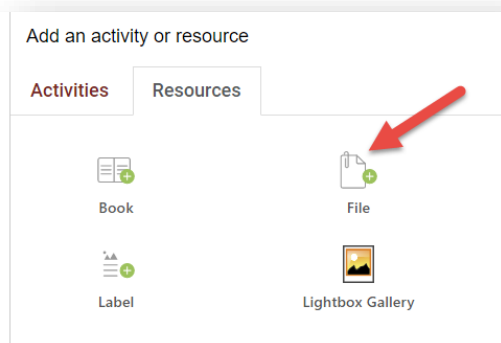 Add an activity or resource
Activities Resources
Book File
Label Lightbox Gallery